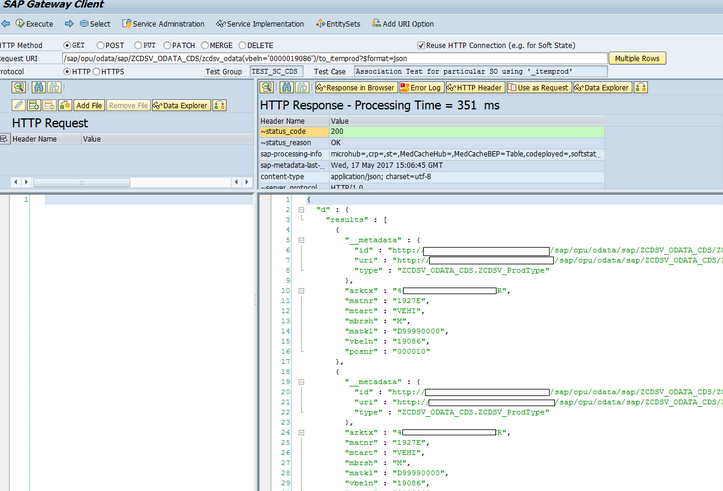 SAP Gateway Client
Execute Select Service Administration Service Implementation EntitySets Add URI Option
HTTP Method GET POST PUT PATCH MERGE DELETE Reuse HTTP Connection (e.g. for Soft State)
Request URI /sap/opu/odata/sap/ZCDSV_ODATA_CDS/zcdsv_odata(vbeln='0000019086')/to_itemprod?$format=json Multiple Rows
Protocol HTTP HTTPS Test Group TEST_SC_CDS Test Case Association Test for particular SO using '_itemprod'
Response in Browser Error Log HTTP Header Use as Request Data Explorer
Add File Remove File Data Explorer
HTTP Request
Header Name Value
HTTP Response - Processing Time = 351 ms
Header Name Value
~status_code 200
~status_reason OK
sap-processing-info microhub=,crp=,st=,MedCacheHub=,MedCacheBEP=Table,codeployed=,softstat_
sap-metadata-last-_ Wed, 17 May 2017 15:06:45 GMT
content-type application/json; charset=utf-8
~server_protocol HTTP/1.0
1
1 {
2 "d" : {
3 "results" : [
4 {
5 "__metadata" : {
6 "id" : "http:/ /sap/opu/odata/sap/ZCDSV_ODATA_CDS/ZC
7 "uri" : "http:/ /sap/opu/odata/sap/ZCDSV_ODATA_CDS/Z
8 "type" : "ZCDSV_ODATA_CDS.ZCDSV_ProdType"
9 },
10 "arktx" : "4 R",
11 "matnr" : "1927E",
12 "mtart" : "VEHI",
13 "mbrsh" : "M",
14 "matkl" : "D99990000",
15 "vbeln" : "19086",
16 "posnr" : "000010"
17 },
18 {
19 "__metadata" : {
20 "id" : "http:/ /sap/opu/odata/sap/ZCDSV_ODATA_CDS/ZC
21 "uri" : "http:/ /sap/opu/odata/sap/ZCDSV_ODATA_CDS/Z
22 "type" : "ZCDSV_ODATA_CDS.ZCDSV_ProdType"
23 },
24 "arktx" : "4 R",
25 "matnr" : "1927E",
26 "mtart" : "VEHI",
27 "mbrsh" : "M",
28 "matkl" : "D99990000",
29 "vbeln" : "19086",